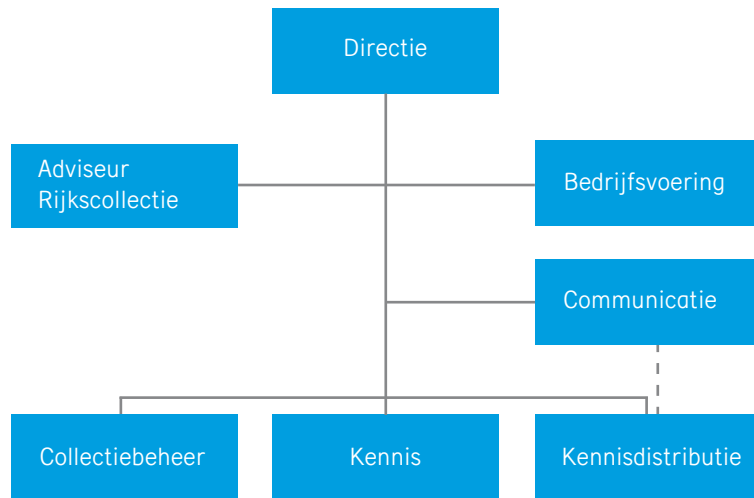 Directie
Adviseur
Rijkscollectie
Bedrijfsvoering
Communicatie
Collectiebeheer
Kennis
Kennisdistributie